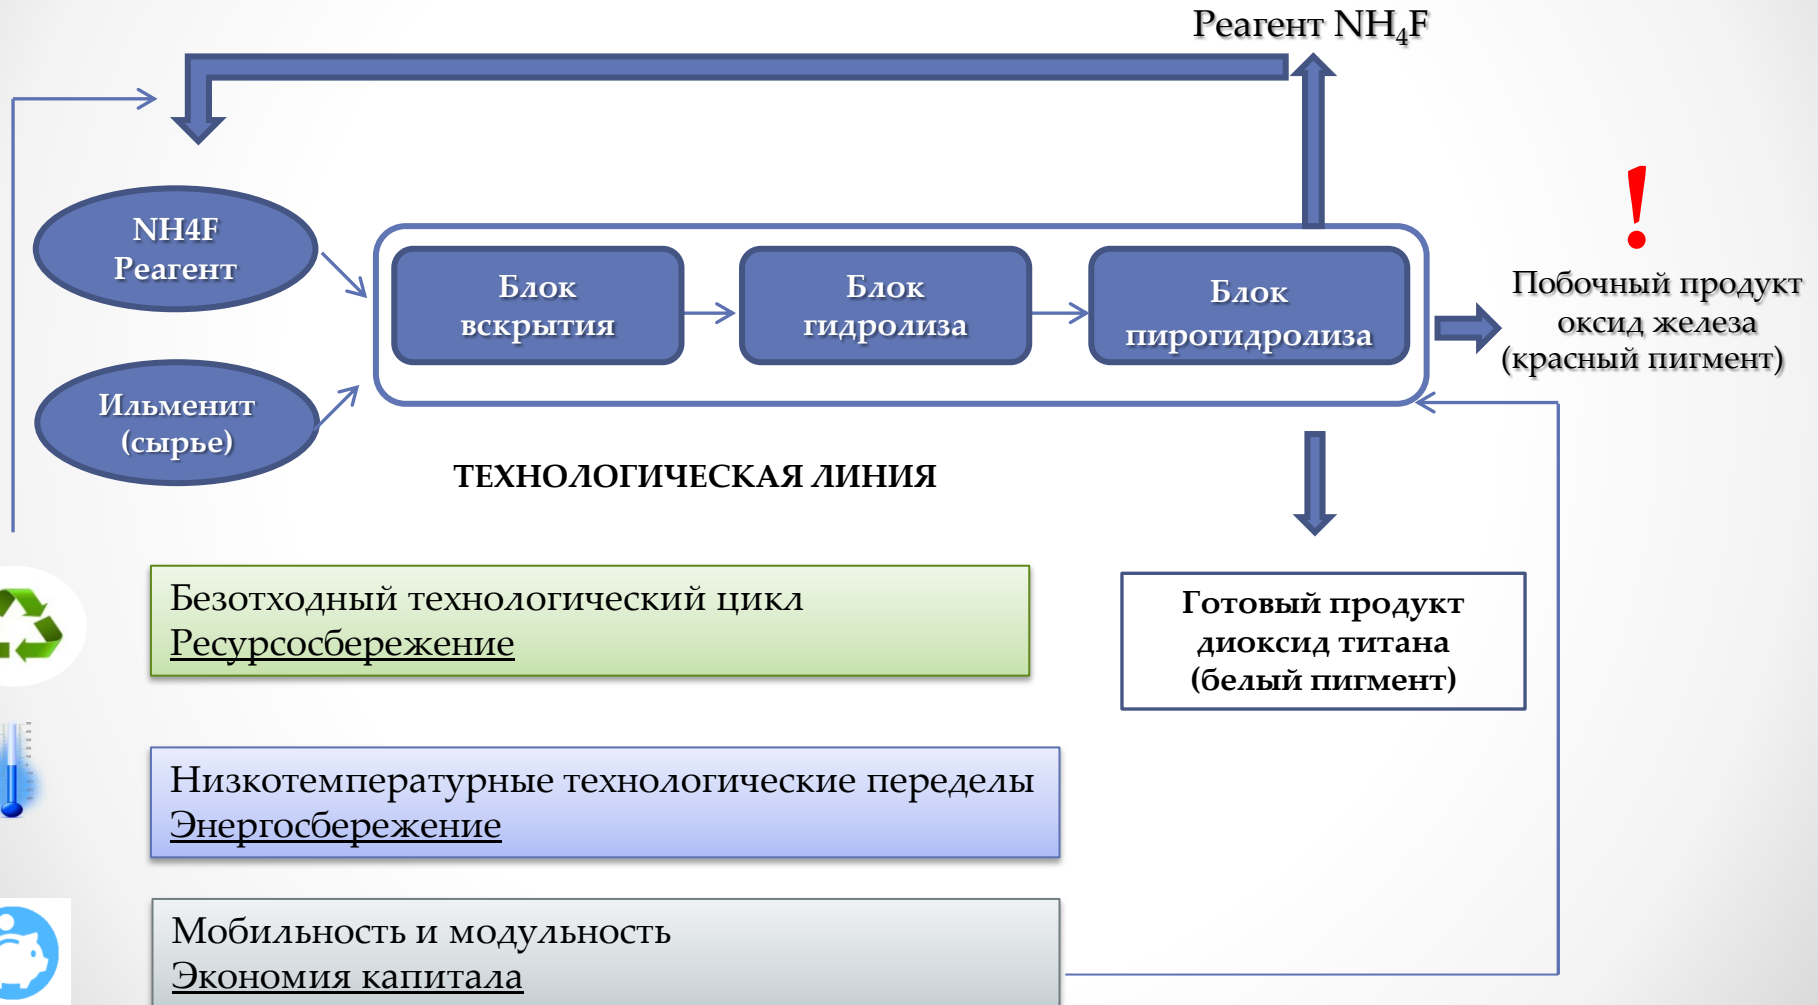 Реагент NH₄F
NH4F
Реагент
Ильменит
(сырье)
Блок
вскрытия
Блок
гидролиза
Блок
пирогидролиза
!
Побочный продукт
оксид железа
(красный пигмент)
ТЕХНОЛОГИЧЕСКАЯ ЛИНИЯ
Безотходный технологический цикл
Ресурсосбережение
Готовый продукт
диоксид титана
(белый пигмент)
Низкотемпературные технологические переделы
Энергосбережение
Мобильность и модульность
Экономия капитала